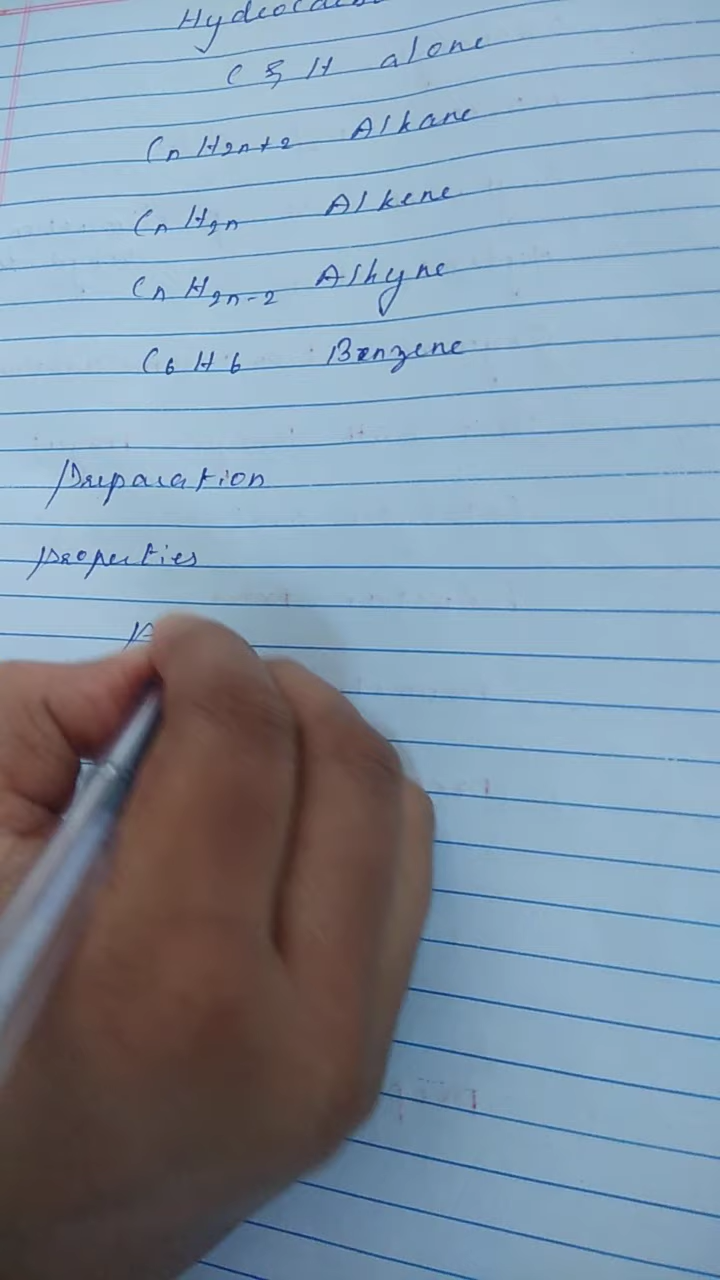 C & H alone
CnH2n+2 Alkane
CnH2n Alkene
CnH2n-2 Alkyne
C6H6 Benzene
Preparation
properties